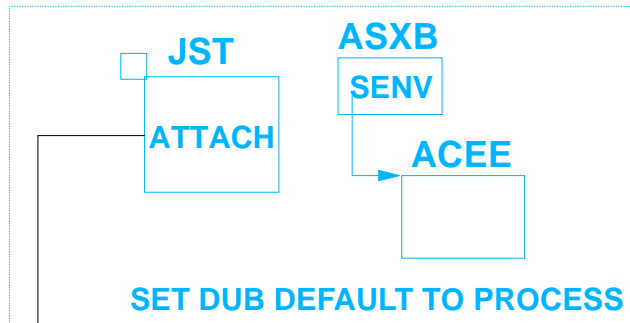 JST
ASXB
SENV
ATTACH
ACEE
SET DUB DEFAULT TO PROCESS